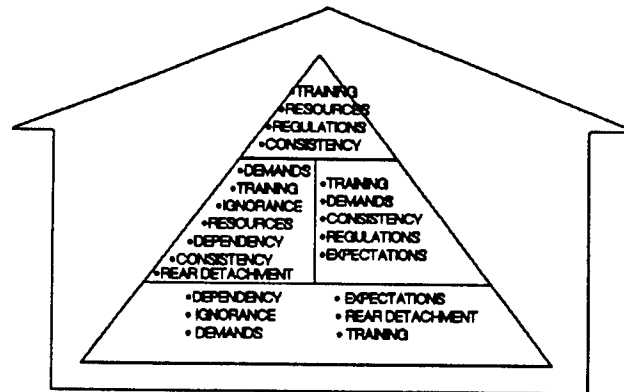 •TRAINING
•RESOURCES
•REGULATIONS
•CONSISTENCY
•DEMANDS
•TRAINING
•IGNORANCE
•RESOURCES
•DEPENDENCY
•CONSISTENCY
•REAR DETACHMENT
•TRAINING
•DEMANDS
•CONSISTENCY
•REGULATIONS
•EXPECTATIONS
•DEPENDENCY
•IGNORANCE
•DEMANDS
•EXPECTATIONS
•REAR DETACHMENT
•TRAINING